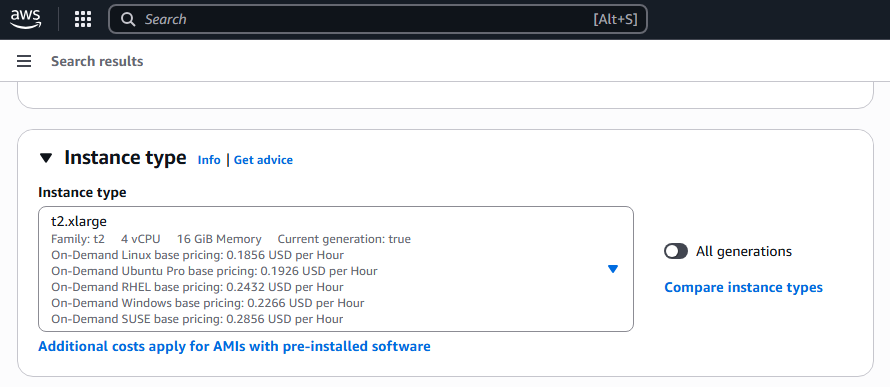 aws
Search [Alt+S]
Search results
Instance type Info | Get advice
Instance type
t2.xlarge
Family: t2 4 vCPU 16 GiB Memory Current generation: true
On-Demand Linux base pricing: 0.1856 USD per Hour
On-Demand Ubuntu Pro base pricing: 0.1926 USD per Hour
On-Demand RHEL base pricing: 0.2432 USD per Hour
On-Demand Windows base pricing: 0.2266 USD per Hour
On-Demand SUSE base pricing: 0.2856 USD per Hour
All generations
Compare instance types
Additional costs apply for AMIs with pre-installed software